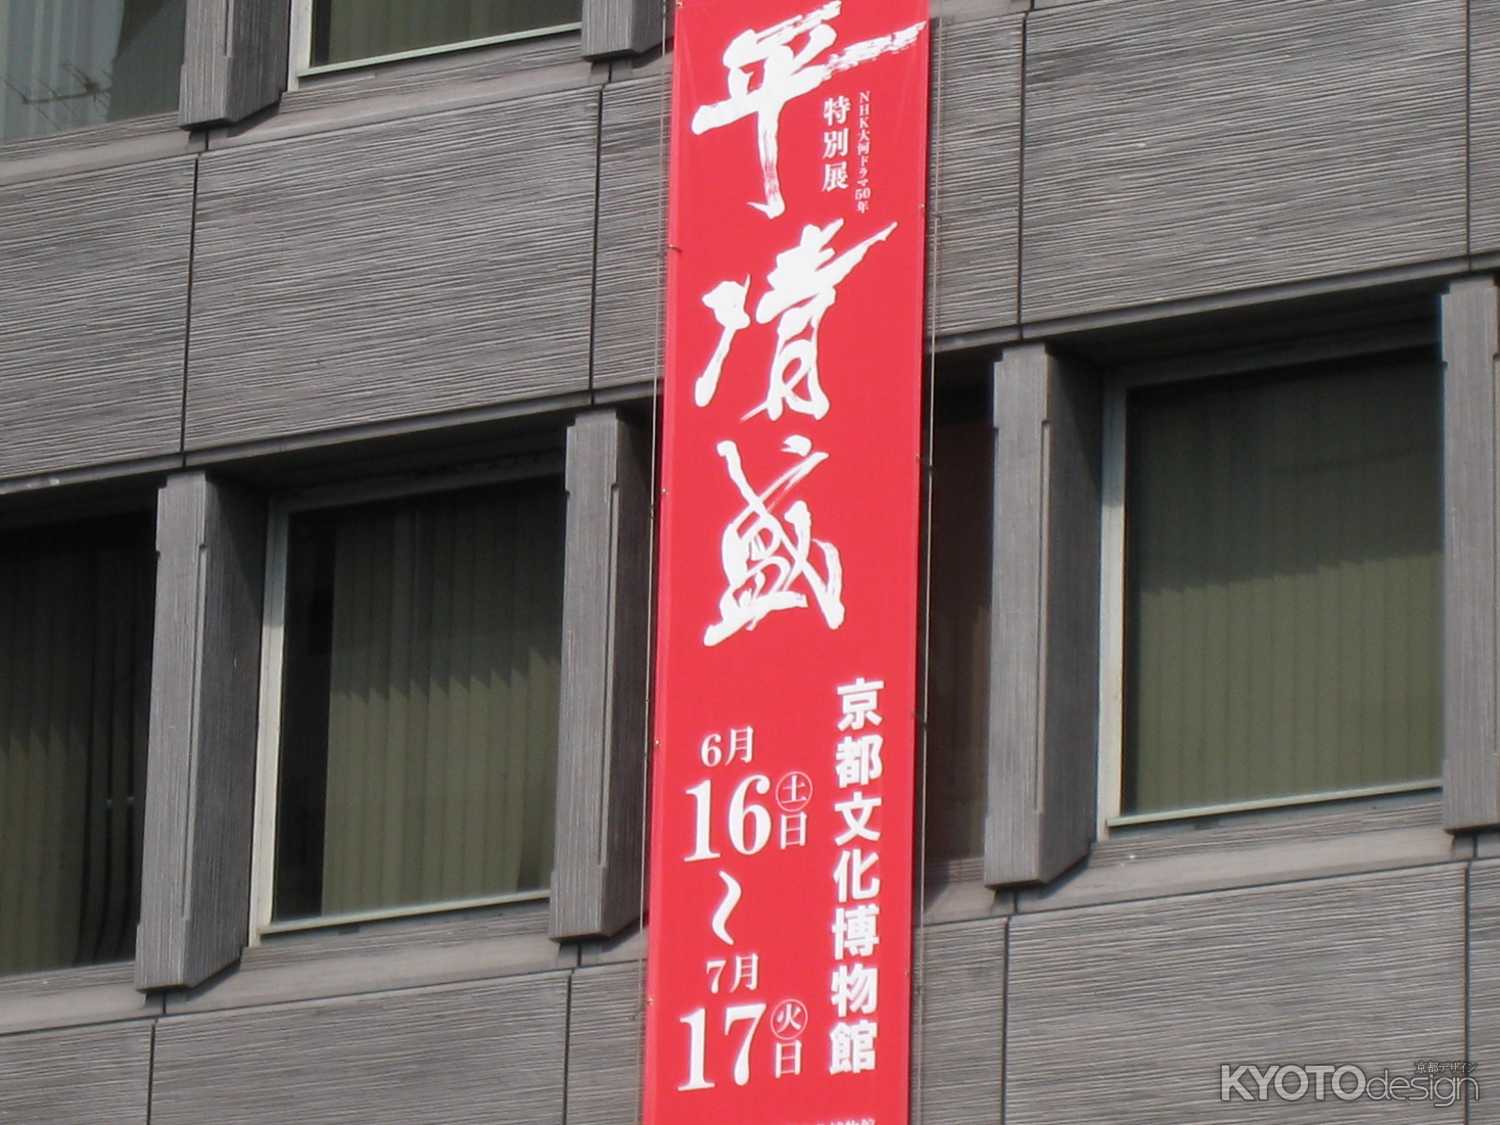 NHK大河ドラマ50年
特別展
平清盛
京都文化博物館
6月
16日(土)
〜
7月
17日(火)
京都デザイン
KYOTOdesign